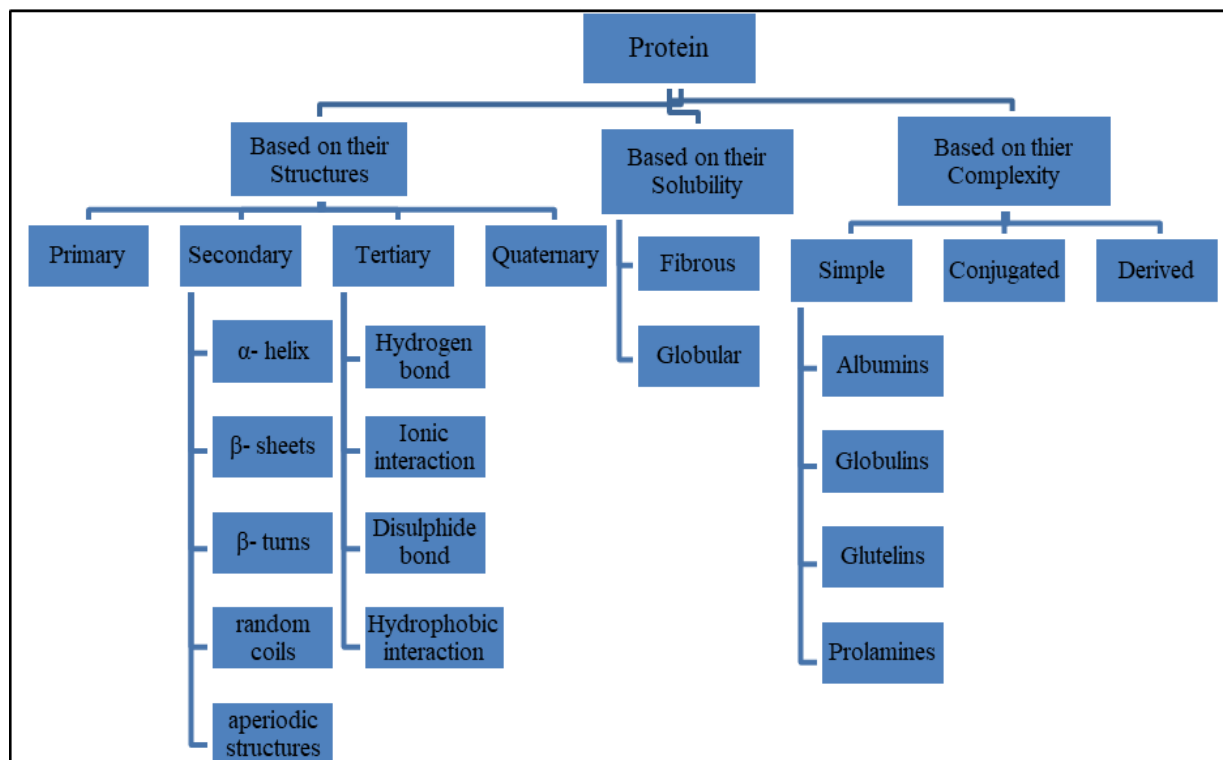 Protein
Based on their
Structures
Based on their
Solubility
Based on thier
Complexity
Primary
Secondary
Tertiary
Quaternary
Fibrous
Globular
Simple
Conjugated
Derived
α- helix
β- sheets
β- turns
random
coils
aperiodic
structures
Hydrogen
bond
Ionic
interaction
Disulphide
bond
Hydrophobic
interaction
Albumins
Globulins
Glutelins
Prolamines